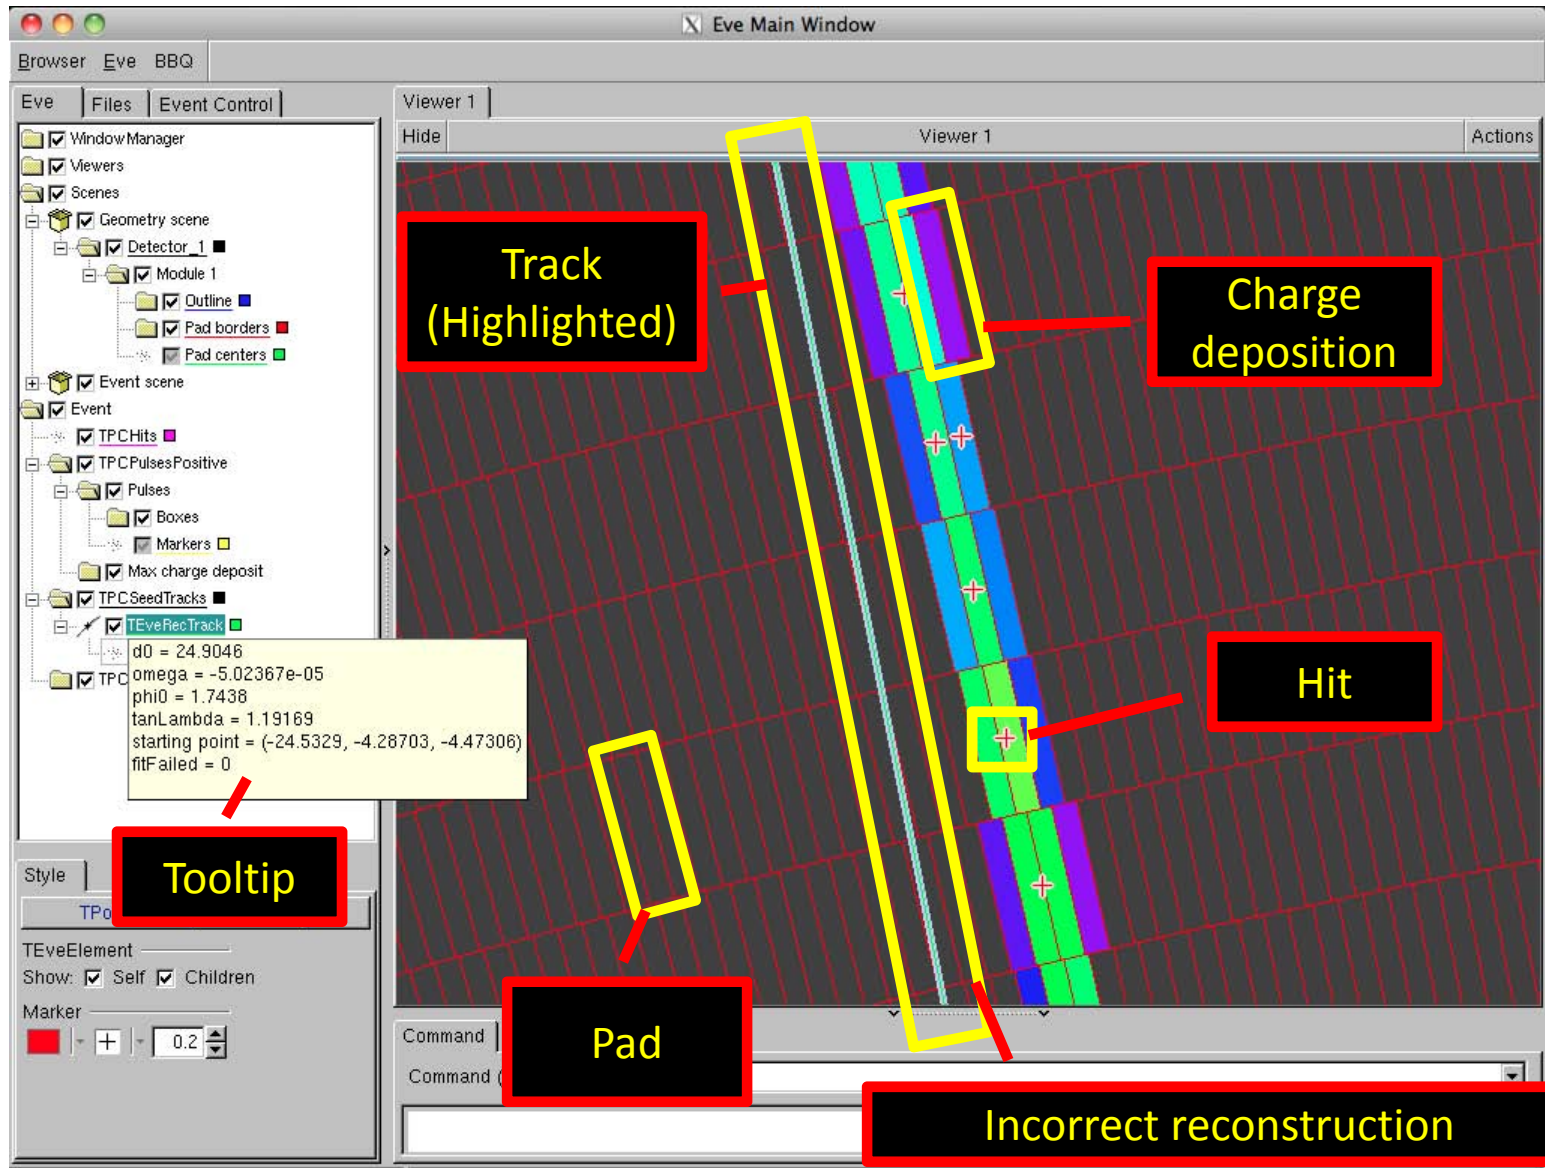 Eve Main Window
Browser Eve BBQ
Eve Files Event Control
Viewer 1
Hide Viewer 1 Actions
WindowManager
Viewers
Scenes
Geometry scene
Detector_1
Module 1
Outline
Pad borders
Pad centers
Event scene
Event
TPCHits
TPCPulsesPositive
Pulses
Boxes
Markers
Max charge deposit
TPCSeedTracks
TEveRecTrack
d0 = 24.9046
omega = -5.02367e-05
phi0 = 1.7438
tanLambda = 1.19169
starting point = (-24.5329, -4.28703, -4.47306)
fitFailed = 0
Track
(Highlighted)
Charge
deposition
Hit
Tooltip
Pad
Incorrect reconstruction
Style
TEveElement
Show: Self Children
Marker
0.2
Command
Command